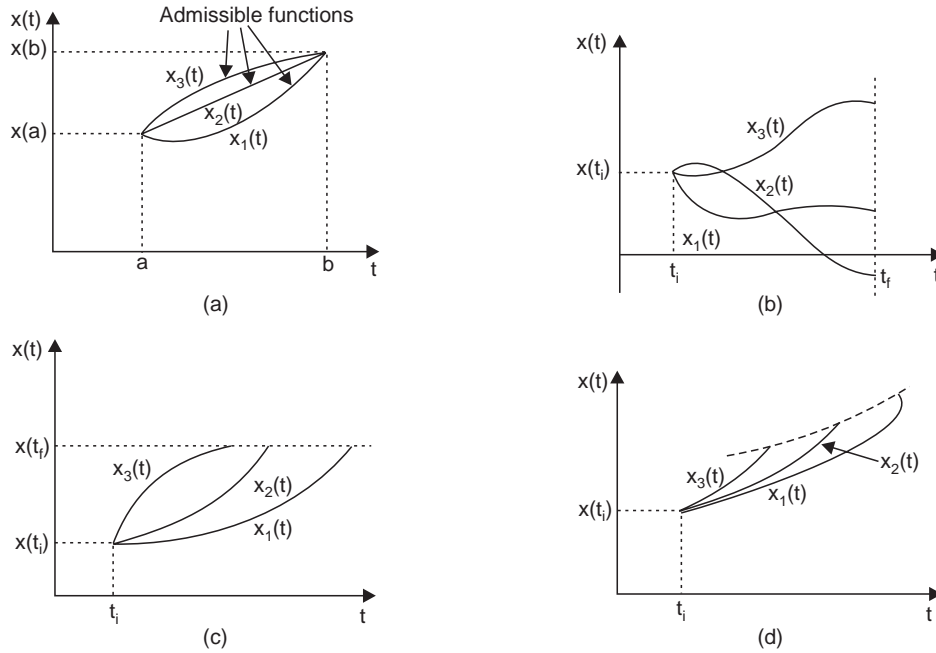 x(t)
Admissible functions
x(b)
x₃(t)
x₂(t)
x(a)
x₁(t)
a
b
t
(a)
x(t)
x₃(t)
x(tᵢ)
x₂(t)
x₁(t)
tᵢ
t_f
(b)
x(t)
x(t_f)
x₃(t)
x₂(t)
x₁(t)
x(tᵢ)
tᵢ
t
(c)
x(t)
x₂(t)
x₃(t)
x₁(t)
x(tᵢ)
tᵢ
t
(d)